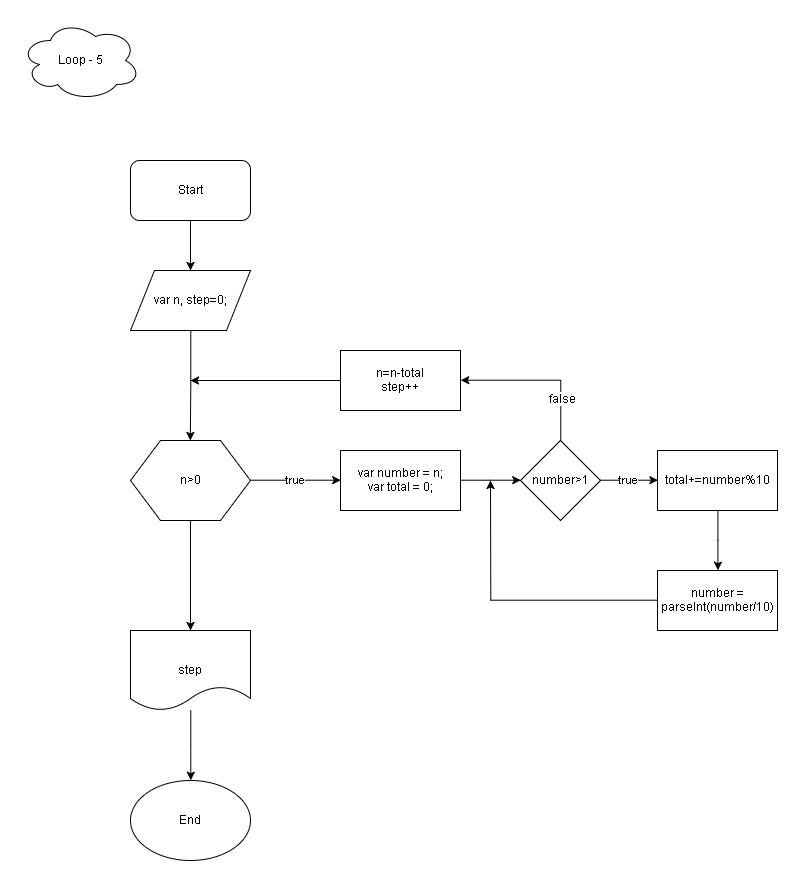 Loop - 5
Start
var n, step=0;
n=n-total
step++
false
n>0
true
var number = n;
var total = 0;
number>1
true
total+=number%10
number =
parseInt(number/10)
step
End